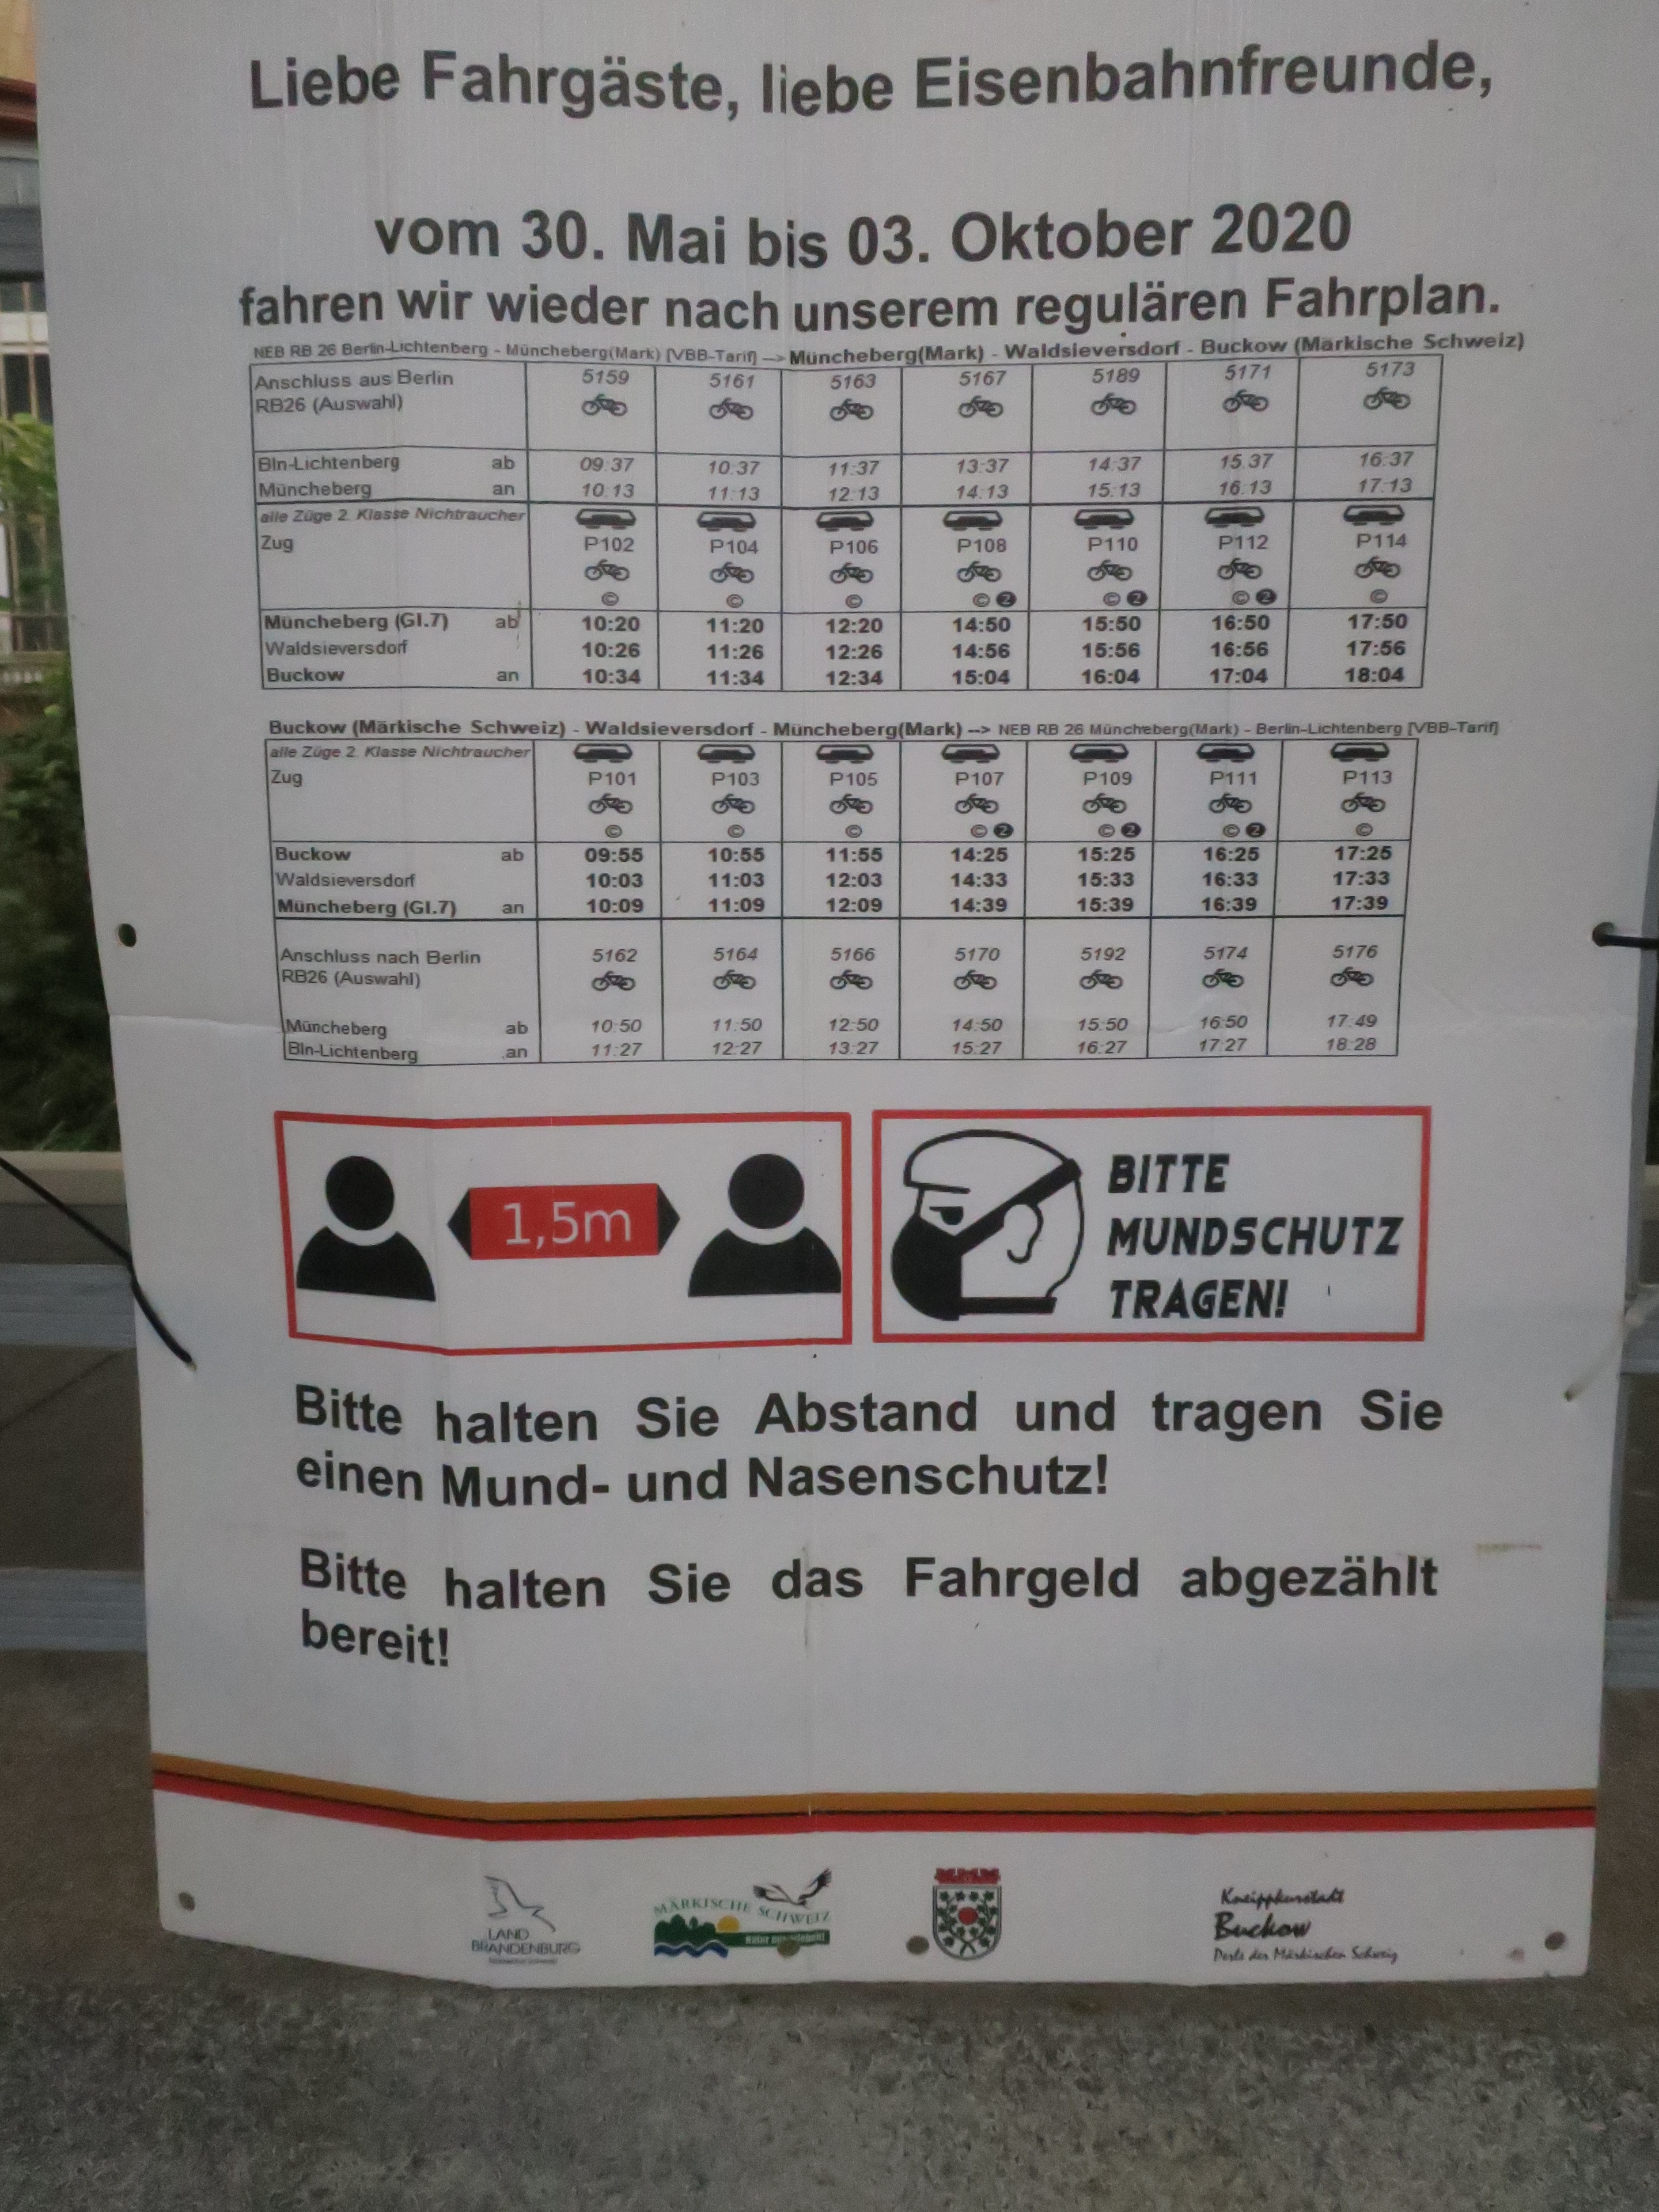 Liebe Fahrgäste, liebe Eisenbahnfreunde,
vom 30. Mai bis 03. Oktober 2020
fahren wir wieder nach unserem regulären Fahrplan.
NEB RB 26 Berlin-Lichtenberg - Müncheberg(Mark) [VBB-Tarif] --> Müncheberg(Mark) - Waldsieversdorf - Buckow (Märkische Schweiz)
Anschluss aus Berlin 5159 5161 5163 5167 5189 5171 5173
RB26 (Auswahl)
Bln-Lichtenberg ab 09:37 10:37 11:37 13:37 14:37 15:37 16:37
Müncheberg an 10:13 11:13 12:13 14:13 15:13 16:13 17:13
alle Züge 2. Klasse Nichtraucher
Zug P102 P104 P106 P108 P110 P112 P114
© © © © ❷ © ❷ © ❷ ©
Müncheberg (Gl.7) ab 10:20 11:20 12:20 14:50 15:50 16:50 17:50
Waldsieversdorf 10:26 11:26 12:26 14:56 15:56 16:56 17:56
Buckow an 10:34 11:34 12:34 15:04 16:04 17:04 18:04
Buckow (Märkische Schweiz) - Waldsieversdorf - Müncheberg(Mark) --> NEB RB 26 Müncheberg(Mark) - Berlin-Lichtenberg [VBB-Tarif]
alle Züge 2. Klasse Nichtraucher
Zug P101 P103 P105 P107 P109 P111 P113
© © © © ❷ © ❷ © ❷ ©
Buckow ab 09:55 10:55 11:55 14:25 15:25 16:25 17:25
Waldsieversdorf 10:03 11:03 12:03 14:33 15:33 16:33 17:33
Müncheberg (Gl.7) an 10:09 11:09 12:09 14:39 15:39 16:39 17:39
Anschluss nach Berlin 5162 5164 5166 5170 5192 5174 5176
RB26 (Auswahl)
Müncheberg ab 10:50 11:50 12:50 14:50 15:50 16:50 17:49
Bln-Lichtenberg an 11:27 12:27 13:27 15:27 16:27 17:27 18:28
1,5m
BITTE
MUNDSCHUTZ
TRAGEN!
Bitte halten Sie Abstand und tragen Sie
einen Mund- und Nasenschutz!
Bitte halten Sie das Fahrgeld abgezählt
bereit!
LAND
BRANDENBURG
MÄRKISCHE SCHWEIZ
Natur
Kneippkurstadt
Buckow
Perle der Märkischen Schweiz